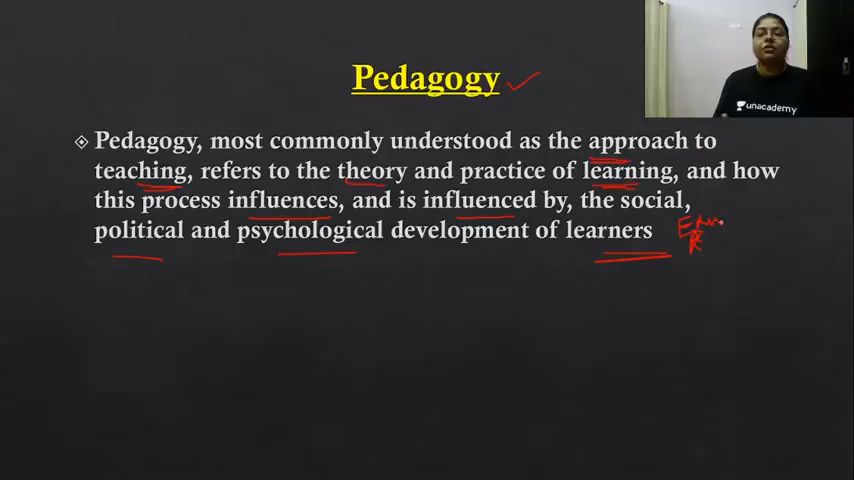 Pedagogy
Pedagogy, most commonly understood as the approach to
teaching, refers to the theory and practice of learning, and how
this process influences, and is influenced by, the social,
political and psychological development of learners
unacademy